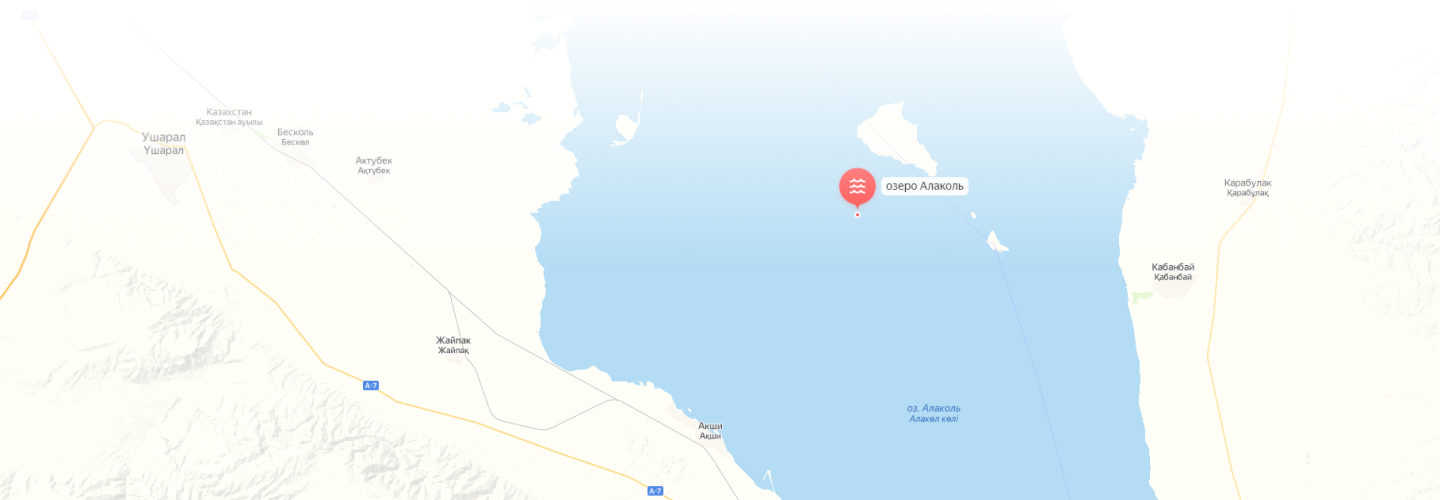 А-7
Казахстан
Қазақстан ауылы
Бесколь
Бескөл
Ушарал
Үшарал
Актубек
Ақтүбек
озеро Алаколь
Карабулак
Қарабұлақ
Кабанбай
Қабанбай
Жайпак
Жайпақ
А-7
оз. Алаколь
Алакөл көлі
Акши
Ақши
А-7